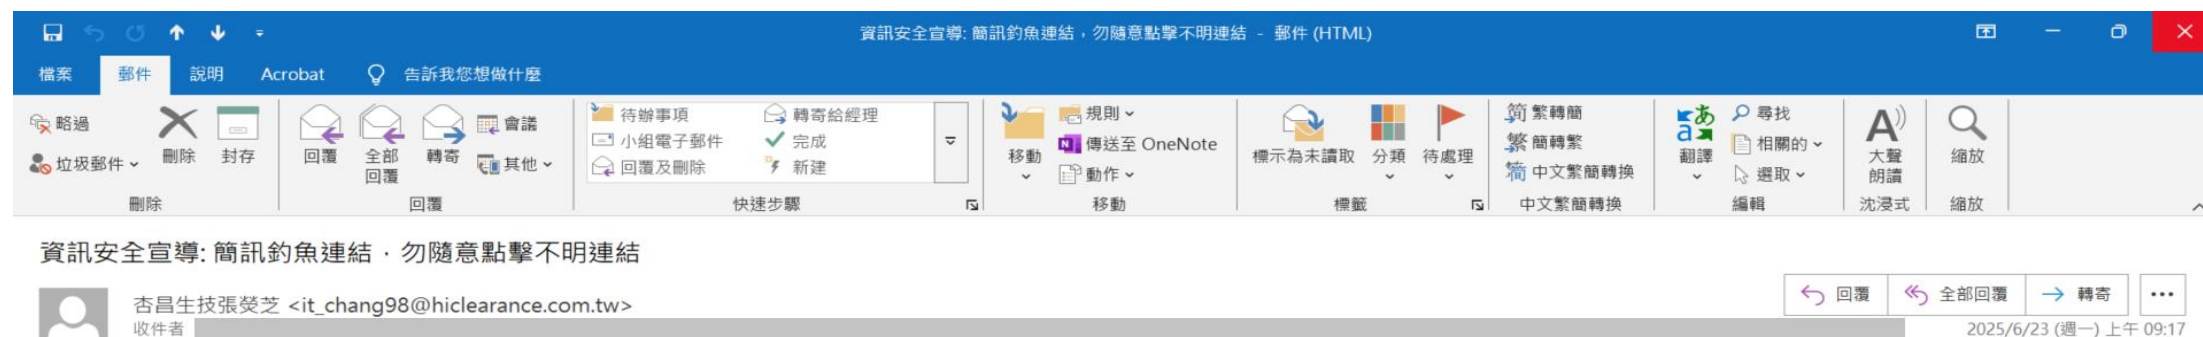 資訊安全宣導: 簡訊釣魚連結，勿隨意點擊不明連結 - 郵件 (HTML)
檔案 郵件 說明 Acrobat 告訴我您想做什麼
略過
垃圾郵件
刪除 封存
刪除
回覆 全部回覆 轉寄
會議
其他
回覆
待辦事項 轉寄給經理
小組電子郵件 完成
回覆及刪除 新建
快速步驟
移動
規則
傳送至 OneNote
動作
移動
標示為未讀取 分類 待處理
標籤
简 繁轉簡
繁 簡轉繁
简 中文繁簡轉換
中文繁簡轉換
翻譯
尋找
相關的
選取
編輯
大聲朗讀
沈浸式
縮放
縮放
資訊安全宣導: 簡訊釣魚連結，勿隨意點擊不明連結
杏昌生技張熒芝 <it_chang98@hiclearance.com.tw>
回覆 全部回覆 轉寄
收件者
2025/6/23 (週一) 上午 09:17